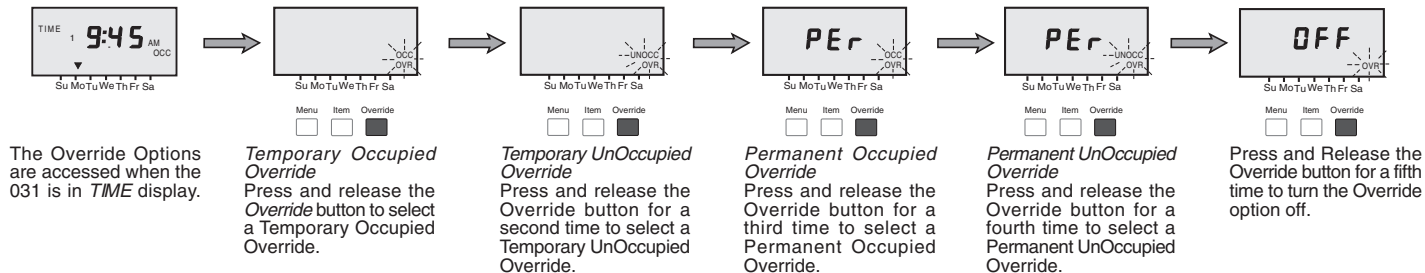 TIME 1 9:45 AM
OCC
Su Mo Tu We Th Fr Sa
The Override Options
are accessed when the
031 is in TIME display.
OCC
OVR
Su Mo Tu We Th Fr Sa
Menu Item Override
Temporary Occupied
Override
Press and release the
Override button to select
a Temporary Occupied
Override.
UNOCC
OVR
Su Mo Tu We Th Fr Sa
Menu Item Override
Temporary UnOccupied
Override
Press and release the
Override button for a
second time to select a
Temporary UnOccupied
Override.
PEr
OCC
OVR
Su Mo Tu We Th Fr Sa
Menu Item Override
Permanent Occupied
Override
Press and release the
Override button for a
third time to select a
Permanent Occupied
Override.
PEr
UNOCC
OVR
Su Mo Tu We Th Fr Sa
Menu Item Override
Permanent UnOccupied
Override
Press and release the
Override button for a
fourth time to select a
Permanent UnOccupied
Override.
OFF
OVR
Su Mo Tu We Th Fr Sa
Menu Item Override
Press and Release the
Override button for a fifth
time to turn the Override
option off.